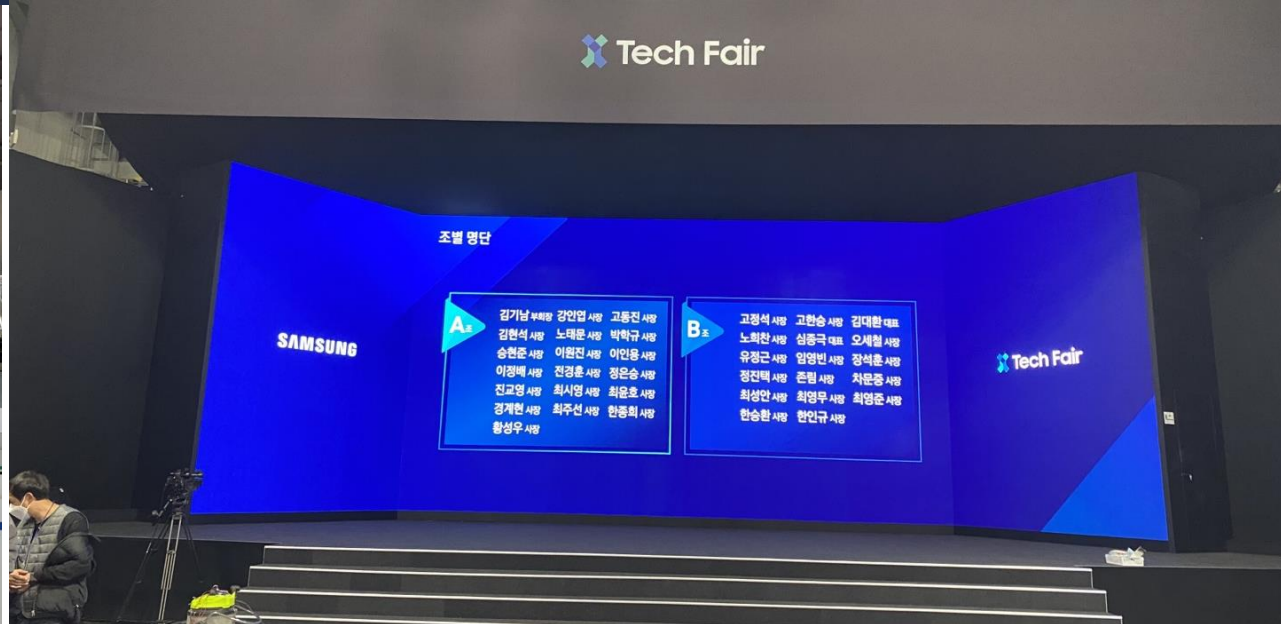 Tech Fair
조별 명단
SAMSUNG
A조
김기남 부회장 강인엽 사장 고동진 사장
김현석 사장 노태문 사장 박학규 사장
승현준 사장 이원진 사장 이인용 사장
이정배 사장 전경훈 사장 정은승 사장
진교영 사장 최시영 사장 최윤호 사장
경계현 사장 최주선 사장 한종희 사장
황성우 사장
B조
고정석 사장 고한승 사장 김대환 대표
노희찬 사장 심종극 대표 오세철 사장
유정근 사장 임영빈 사장 장석훈 사장
정진택 사장 존림 사장 차문중 사장
최성안 사장 최영무 사장 최영준 사장
한승환 사장 한인규 사장
Tech Fair